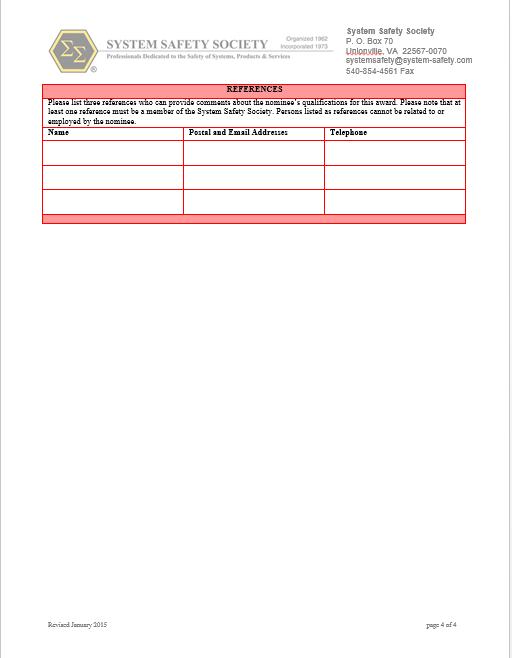 ΣΣ
®
SYSTEM SAFETY SOCIETY
Organized 1962
Incorporated 1973
Professionals Dedicated to the Safety of Systems, Products & Services
System Safety Society
P. O. Box 70
Unionville, VA 22567-0070
systemsafety@system-safety.com
540-854-4561 Fax
REFERENCES
Please list three references who can provide comments about the nominee's qualifications for this award. Please note that at
least one reference must be a member of the System Safety Society. Persons listed as references cannot be related to or
employed by the nominee.
Name Postal and Email Addresses Telephone
Revised January 2015 page 4 of 4